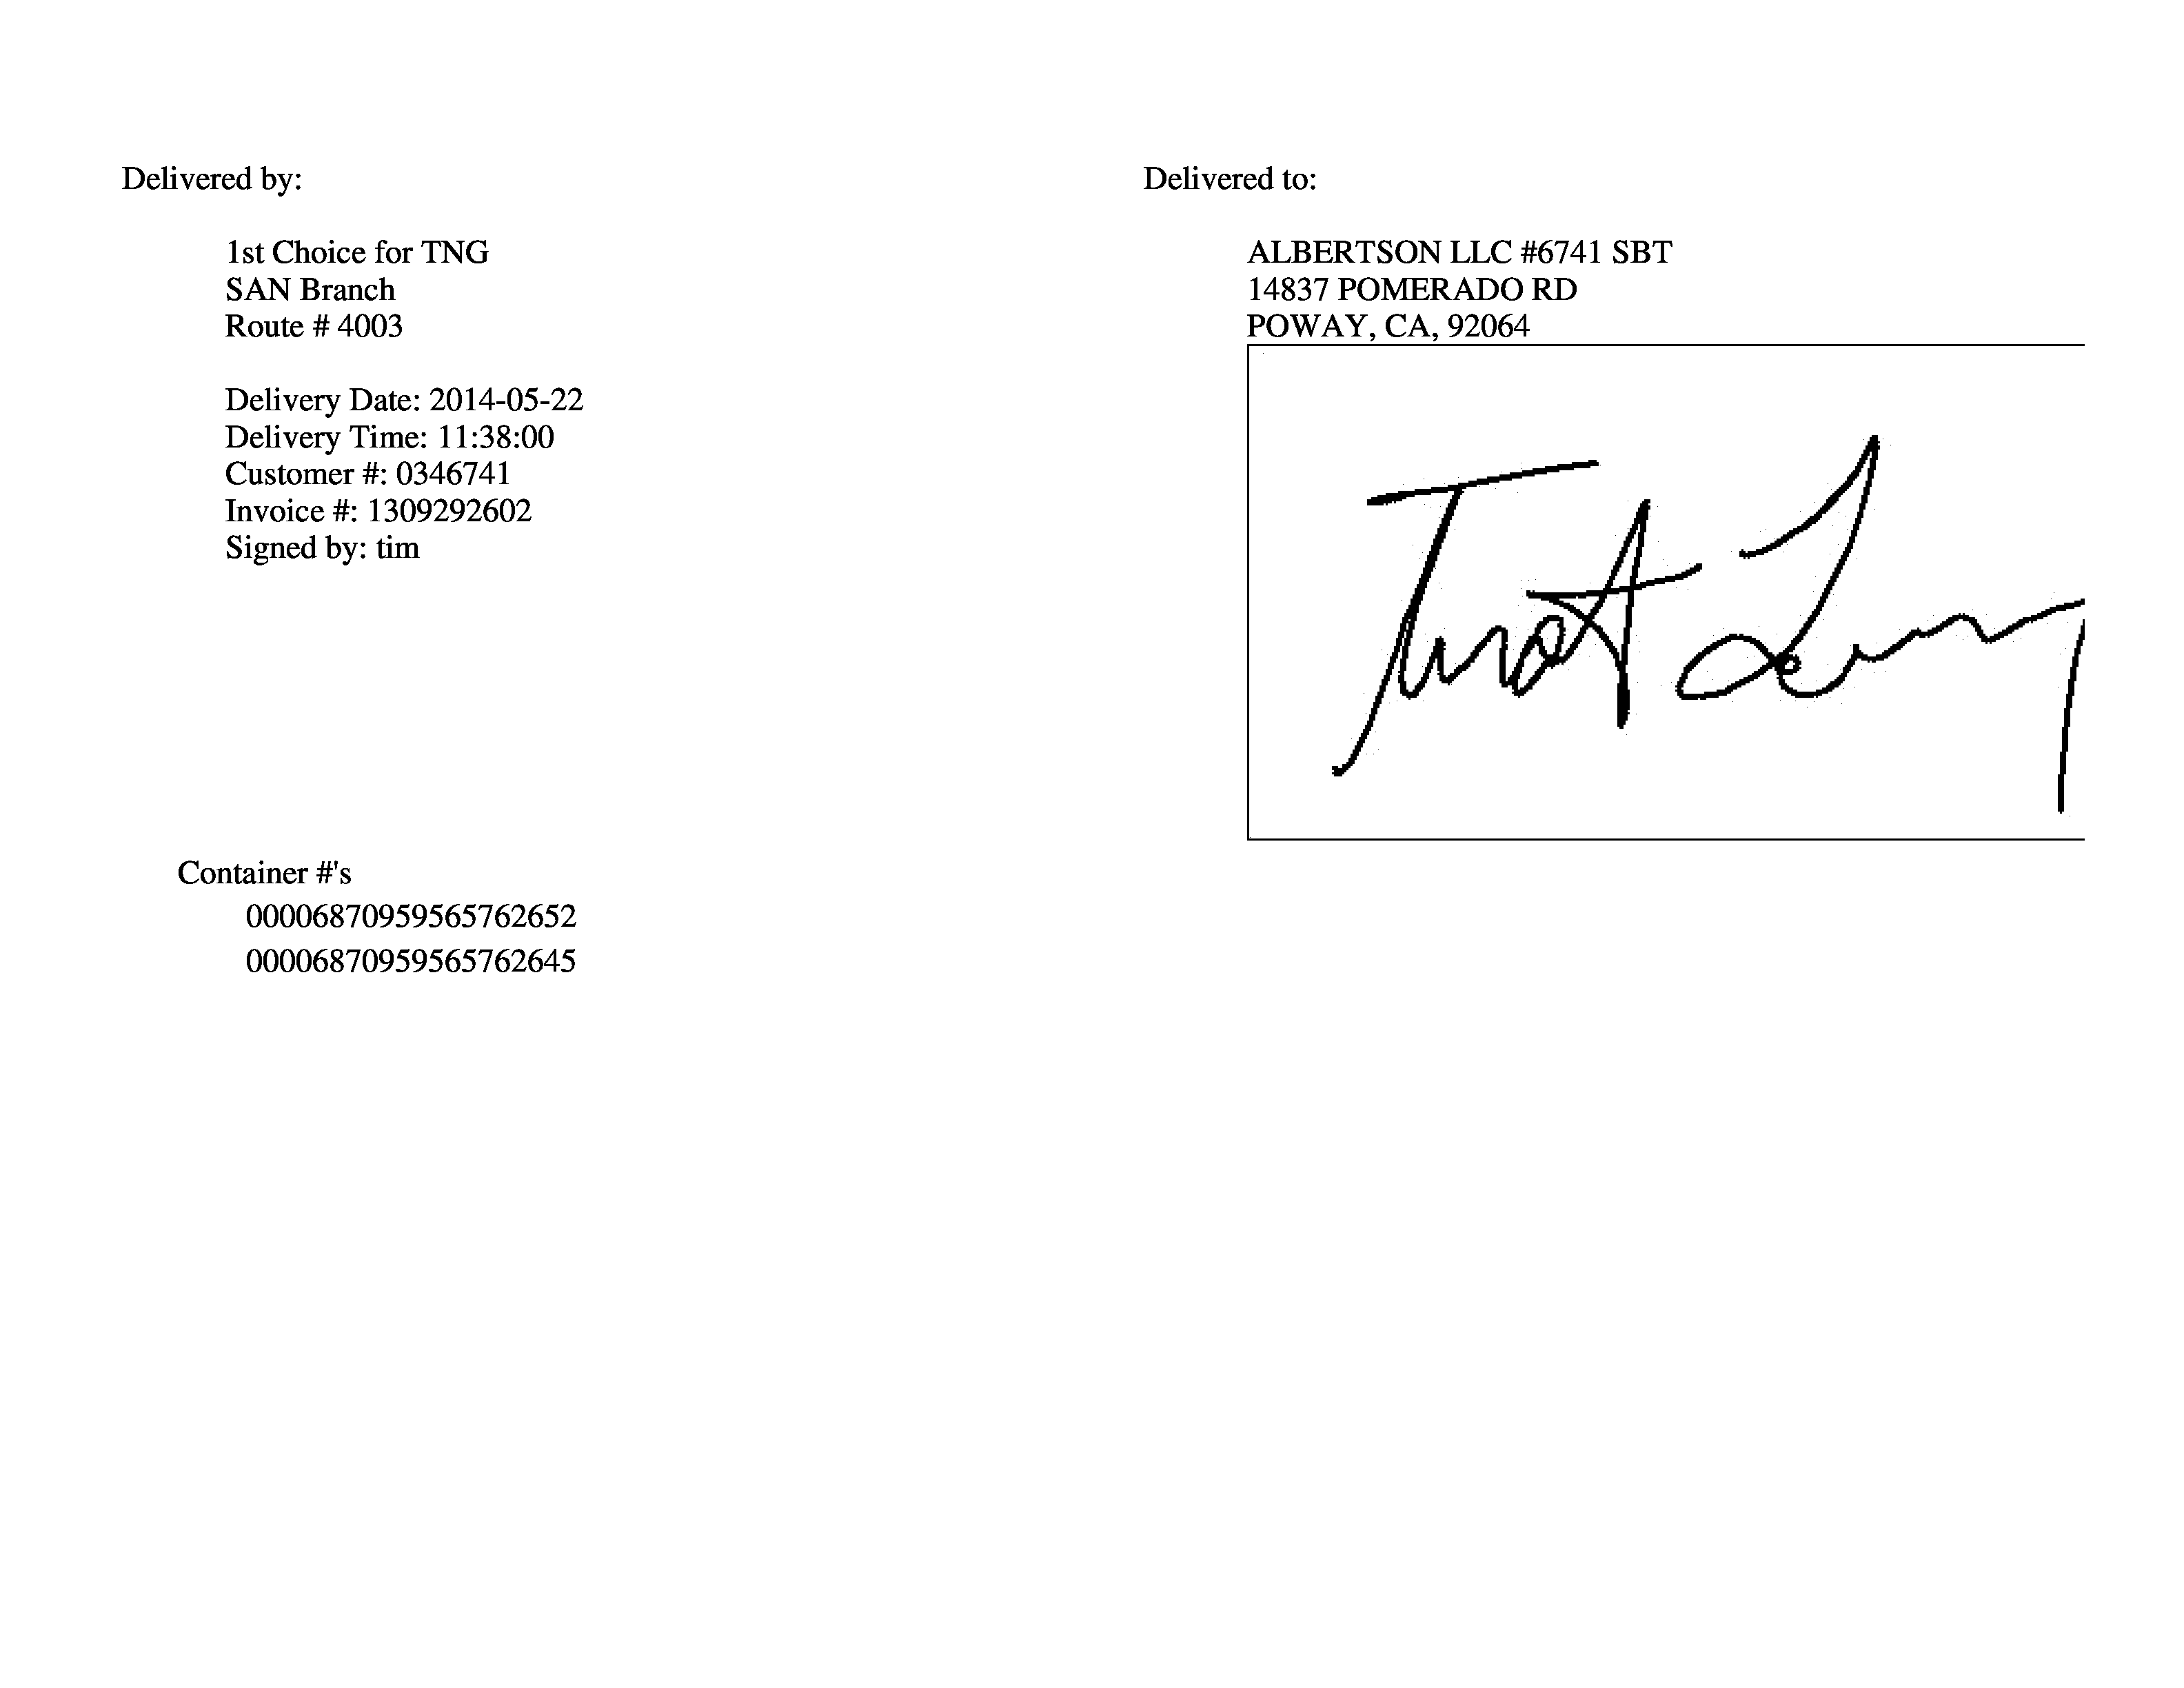 Delivered by:
1st Choice for TNG
SAN Branch
Route # 4003
Delivery Date: 2014-05-22
Delivery Time: 11:38:00
Customer #: 0346741
Invoice #: 1309292602
Signed by: tim
Delivered to:
ALBERTSON LLC #6741 SBT
14837 POMERADO RD
POWAY, CA, 92064
Container #'s
00006870959565762652
00006870959565762645